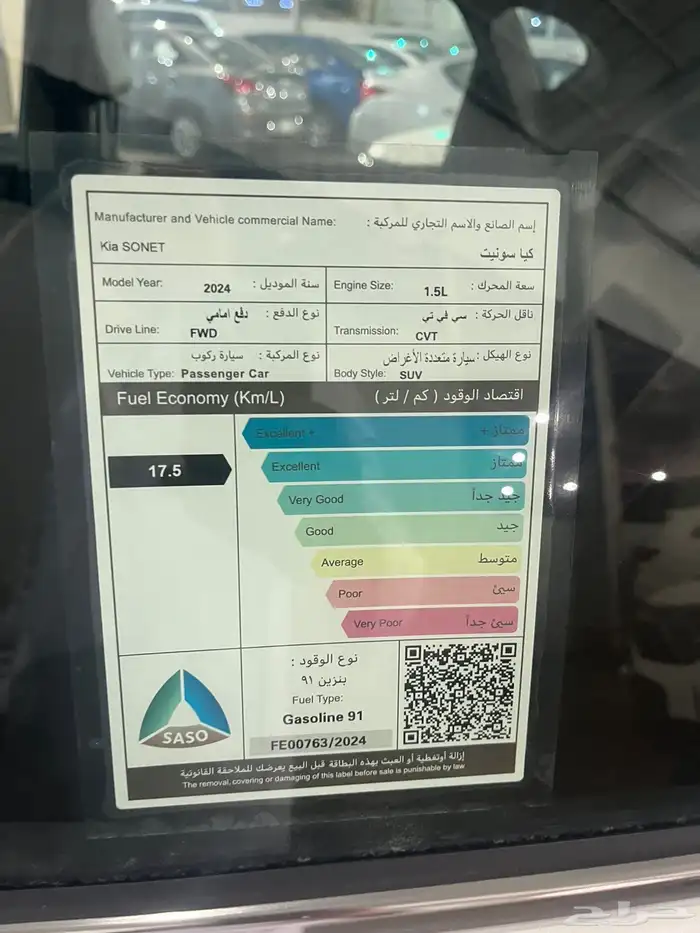 Manufacturer and Vehicle commercial Name: إسم الصانع والاسم التجاري للمركبة :
Kia SONET كيا سونيت
Model Year: 2024 سنة الموديل : Engine Size: 1.5L سعة المحرك :
نوع الدفع : دفع امامي ناقل الحركة : سي في تي
Drive Line: FWD Transmission: CVT
نوع المركبة : سيارة ركوب نوع الهيكل : سيارة متعددة الأغراض
Vehicle Type: Passenger Car Body Style: SUV
Fuel Economy (Km/L) اقتصاد الوقود ( كم / لتر )
Excellent + ممتاز +
17.5 Excellent ممتاز
Very Good جيد جداً
Good جيد
Average متوسط
Poor سيئ
Very Poor سيئ جداً
نوع الوقود :
بنزين ٩١
Fuel Type:
Gasoline 91
SASO
FE00763/2024
إزالة أوتغطية أو العبث بهذه البطاقة قبل البيع يعرضك للملاحقة القانونية
The removal, covering or damaging of this label before sale is punishable by law
حراج